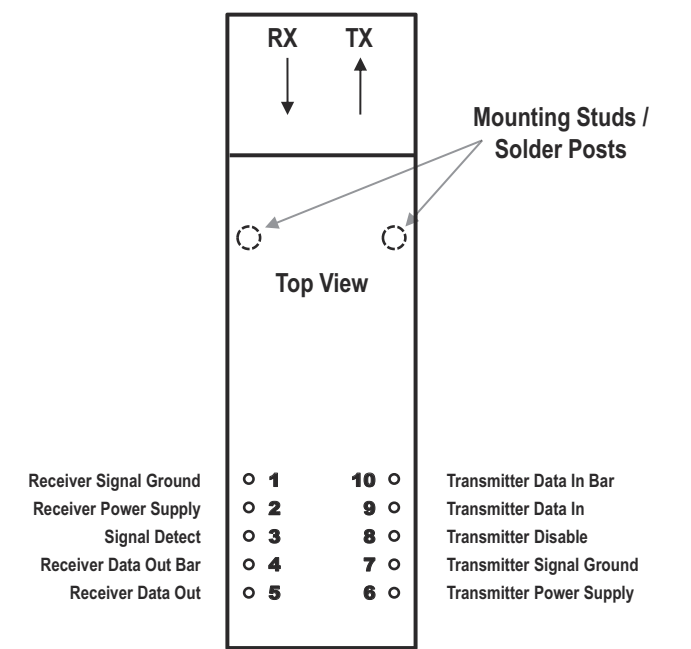 RX TX
Mounting Studs /
Solder Posts
Top View
Receiver Signal Ground 1 10 Transmitter Data In Bar
Receiver Power Supply 2 9 Transmitter Data In
Signal Detect 3 8 Transmitter Disable
Receiver Data Out Bar 4 7 Transmitter Signal Ground
Receiver Data Out 5 6 Transmitter Power Supply